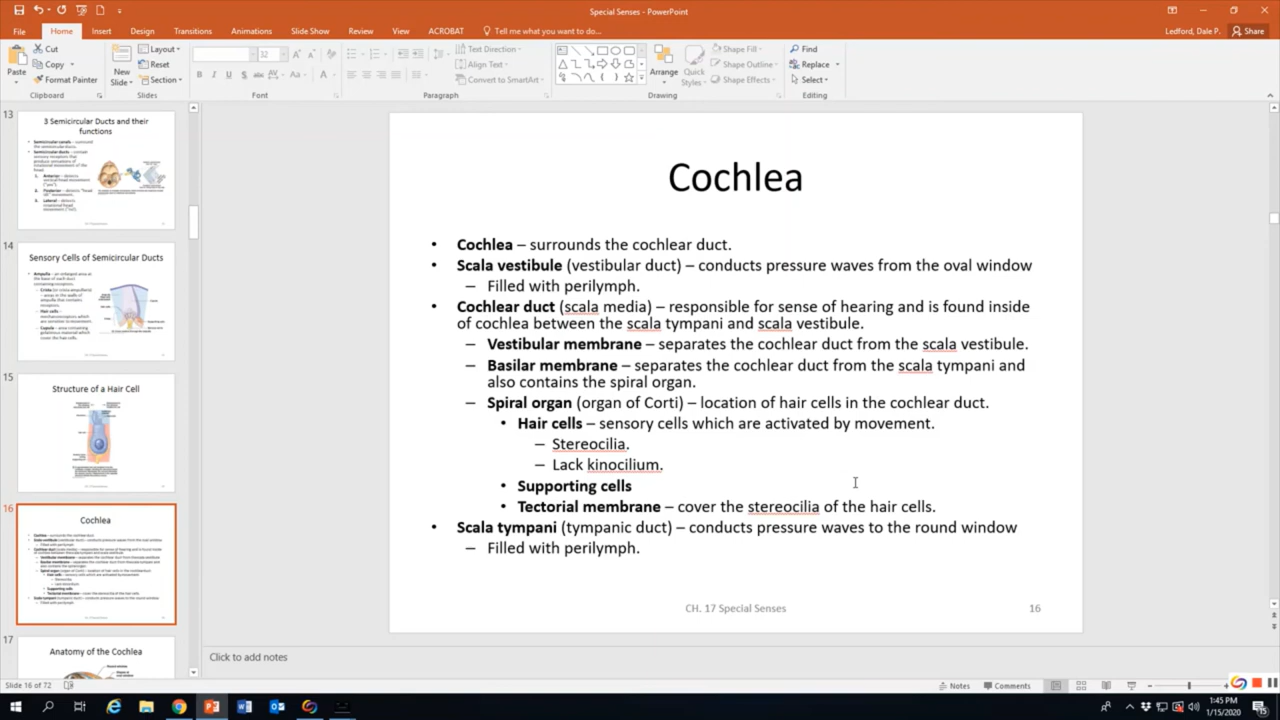 Special Senses - PowerPoint
File Home Insert Design Transitions Animations Slide Show Review View ACROBAT Tell me what you want to do... Ledford, Dale P. Share
Paste
Cut
Copy
Format Painter
Clipboard
New
Slide
Layout
Reset
Section
Slides
32
Font
Text Direction
Align Text
Convert to SmartArt
Paragraph
Arrange
Quick
Styles
Shape Fill
Shape Outline
Shape Effects
Drawing
Find
Replace
Select
Editing
13
3 Semicircular Ducts and their
functions
14
Sensory Cells of Semicircular Ducts
15
Structure of a Hair Cell
16
Cochlea
17
Anatomy of the Cochlea
Cochlea
• Cochlea – surrounds the cochlear duct.
• Scala vestibule (vestibular duct) – conducts pressure waves from the oval window
– Filled with perilymph.
• Cochlear duct (scala media) – responsible for sense of hearing and is found inside
of cochlea between the scala tympani and scala vestibule.
– Vestibular membrane – separates the cochlear duct from the scala vestibule.
– Basilar membrane – separates the cochlear duct from the scala tympani and
also contains the spiral organ.
– Spiral organ (organ of Corti) – location of hair cells in the cochlear duct.
• Hair cells – sensory cells which are activated by movement.
– Stereocilia.
– Lack kinocilium.
• Supporting cells
• Tectorial membrane – cover the stereocilia of the hair cells.
• Scala tympani (tympanic duct) – conducts pressure waves to the round window
– Filled with perilymph.
CH. 17 Special Senses 16
Click to add notes
Slide 16 of 72 Notes Comments
1:45 PM
1/15/2020